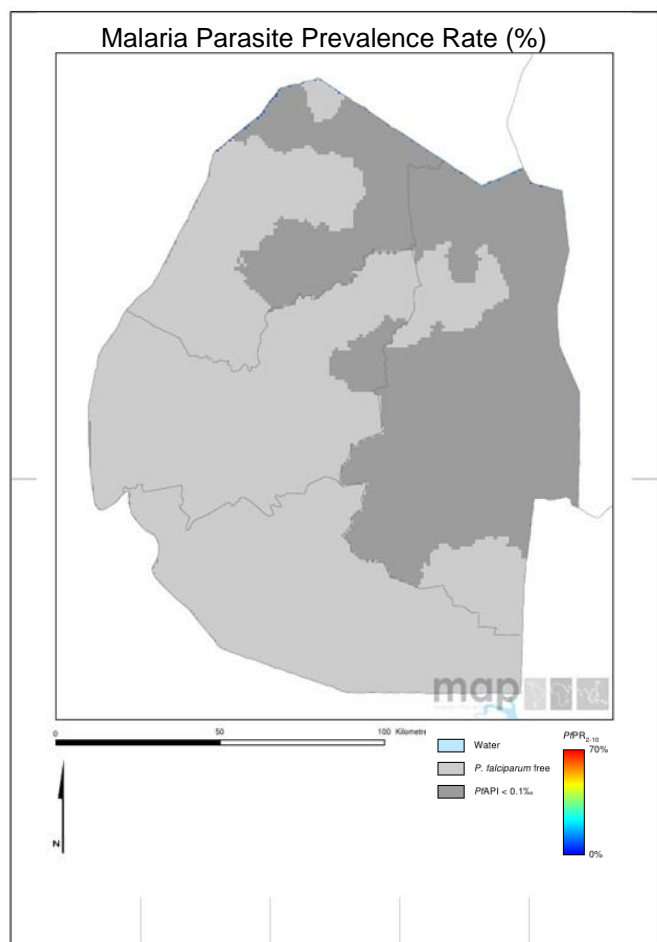 Malaria Parasite Prevalence Rate (%)
map
0 50 100 Kilometre
Water
P. falciparum free
PfAPI < 0.1‰
PfPR2-10
70%
0%
N